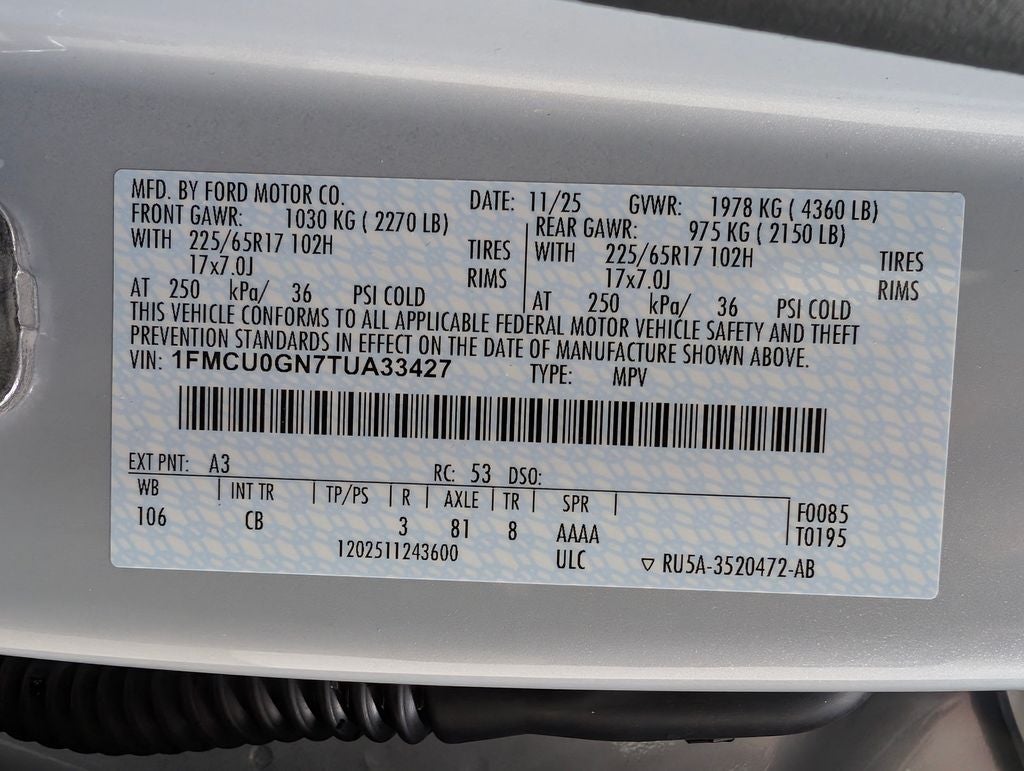 MFD. BY FORD MOTOR CO. DATE: 11/25 GVWR: 1978 KG ( 4360 LB)
FRONT GAWR: 1030 KG ( 2270 LB) REAR GAWR: 975 KG ( 2150 LB)
WITH 225/65R17 102H TIRES WITH 225/65R17 102H TIRES
17x7.0J RIMS 17x7.0J RIMS
AT 250 kPa/ 36 PSI COLD AT 250 kPa/ 36 PSI COLD
THIS VEHICLE CONFORMS TO ALL APPLICABLE FEDERAL MOTOR VEHICLE SAFETY AND THEFT
PREVENTION STANDARDS IN EFFECT ON THE DATE OF MANUFACTURE SHOWN ABOVE.
VIN: 1FMCU0GN7TUA33427 TYPE: MPV
EXT PNT: A3 RC: 53 DSO:
WB INT TR TP/PS R AXLE TR SPR F0085
106 CB 3 81 8 AAAA T0195
1202511243600 ULC RU5A-3520472-AB